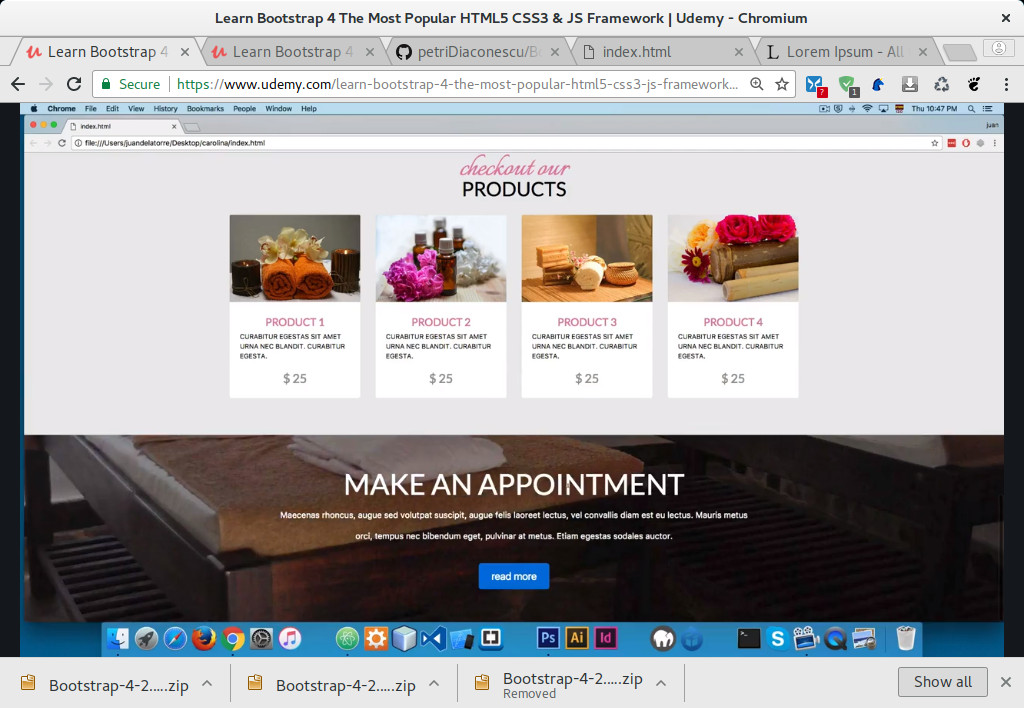 Learn Bootstrap 4 The Most Popular HTML5 CSS3 & JS Framework | Udemy - Chromium
Learn Bootstrap 4
Learn Bootstrap 4
petriDiaconescu/Bo
index.html
Lorem Ipsum - All
Secure
https://www.udemy.com/learn-bootstrap-4-the-most-popular-html5-css3-js-framework...
?
1
Chrome File Edit View History Bookmarks People Window Help
Thu 10:47 PM
index.html
juan
file:///Users/juandelatorre/Desktop/carolina/index.html
checkout our
PRODUCTS
PRODUCT 1
CURABITUR EGESTAS SIT AMET
URNA NEC BLANDIT. CURABITUR
EGESTA.
$ 25
PRODUCT 2
CURABITUR EGESTAS SIT AMET
URNA NEC BLANDIT. CURABITUR
EGESTA.
$ 25
PRODUCT 3
CURABITUR EGESTAS SIT AMET
URNA NEC BLANDIT. CURABITUR
EGESTA.
$ 25
PRODUCT 4
CURABITUR EGESTAS SIT AMET
URNA NEC BLANDIT. CURABITUR
EGESTA.
$ 25
MAKE AN APPOINTMENT
Maecenas rhoncus, augue sed volutpat suscipit, augue felis laoreet lectus, vel convallis diam est eu lectus. Mauris metus
orci, tempus nec bibendum eget, pulvinar at metus. Etiam egestas sodales auctor.
read more
Ps
Ai
Id
Bootstrap-4-2.....zip
Bootstrap-4-2.....zip
Bootstrap-4-2.....zip
Removed
Show all